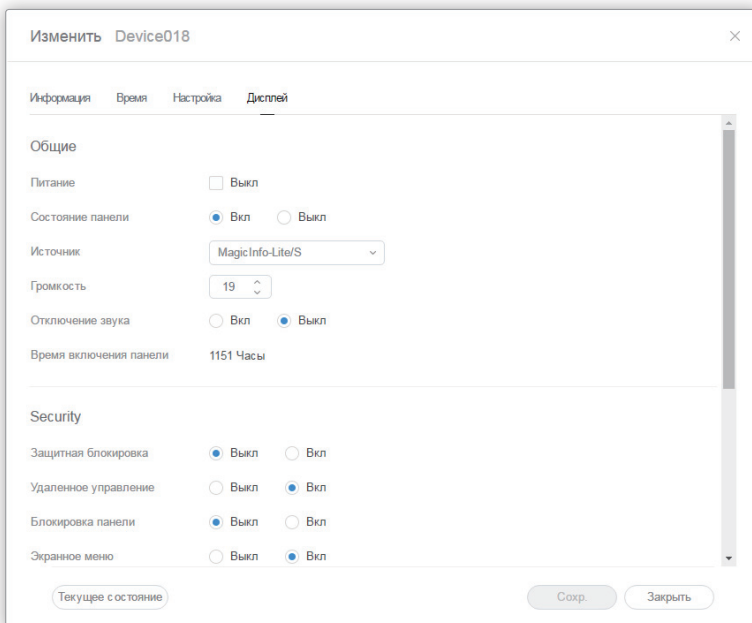 Изменить Device018
Информация Время Настройка Дисплей
Общие
Питание Выкл
Состояние панели Вкл Выкл
Источник MagicInfo-Lite/S
Громкость 19
Отключение звука Вкл Выкл
Время включения панели 1151 Часы
Security
Защитная блокировка Выкл Вкл
Удаленное управление Выкл Вкл
Блокировка панели Выкл Вкл
Экранное меню Выкл Вкл
Текущее состояние Сохр. Закрыть